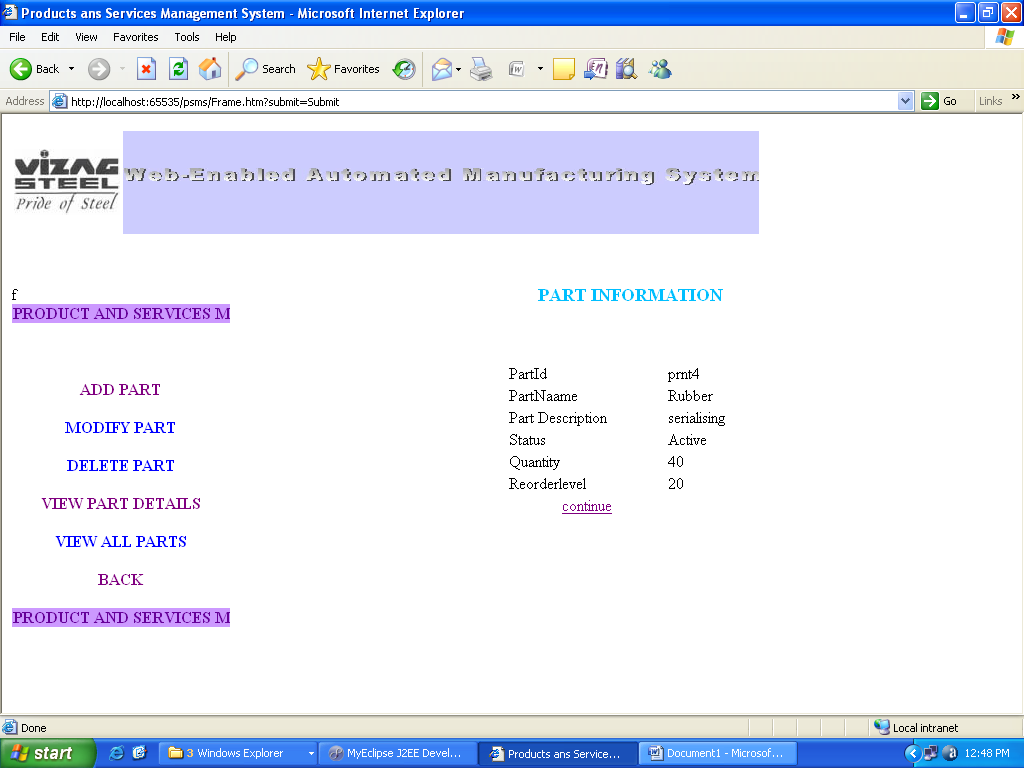 Products ans Services Management System - Microsoft Internet Explorer
File Edit View Favorites Tools Help
Back Search Favorites
Address http://localhost:65535/psms/Frame.htm?submit=Submit Go Links »
VIZAG
STEEL
Pride of Steel
Web-Enabled Automated Manufacturing System
f
PRODUCT AND SERVICES M
ADD PART
MODIFY PART
DELETE PART
VIEW PART DETAILS
VIEW ALL PARTS
BACK
PRODUCT AND SERVICES M
PART INFORMATION
PartId prnt4
PartNaame Rubber
Part Description serialising
Status Active
Quantity 40
Reorderlevel 20
continue
Done Local intranet
start 3 Windows Explorer MyEclipse J2EE Devel... Products ans Service... Document1 - Microsof... 12:48 PM